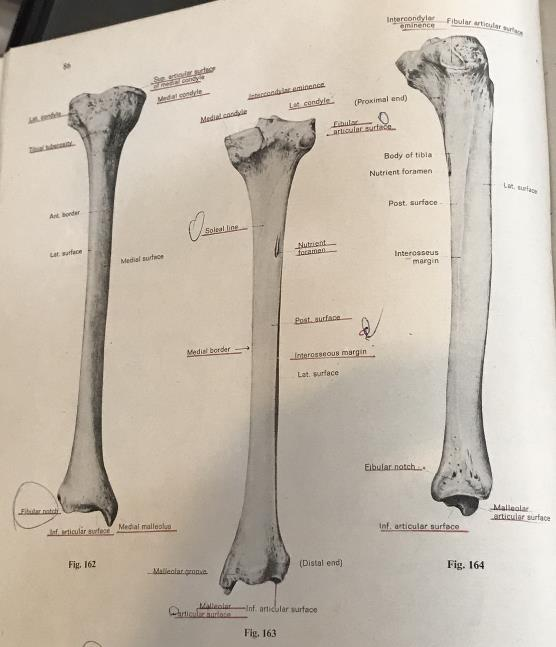 86
Intercondylar
eminence
Fibular articular surface
Sup. articular surface
of medial condyle
Medial condyle
Lat. condyle
Tibial tuberosity
Ant. border
Lat. surface
Medial surface
Fibular notch
Inf. articular surface
Medial malleolus
Fig. 162
Intercondylar eminence
Lat. condyle
(Proximal end)
Medial condyle
Fibular
articular surface
Soleal line
Nutrient
foramen
Post. surface
Medial border
Interosseous margin
Lat. surface
(Distal end)
Malleolar groove
Malleolar
articular surface
Inf. articular surface
Fig. 163
Body of tibia
Nutrient foramen
Lat. surface
Post. surface
Interosseus
margin
Fibular notch
Malleolar
articular surface
Inf. articular surface
Fig. 164